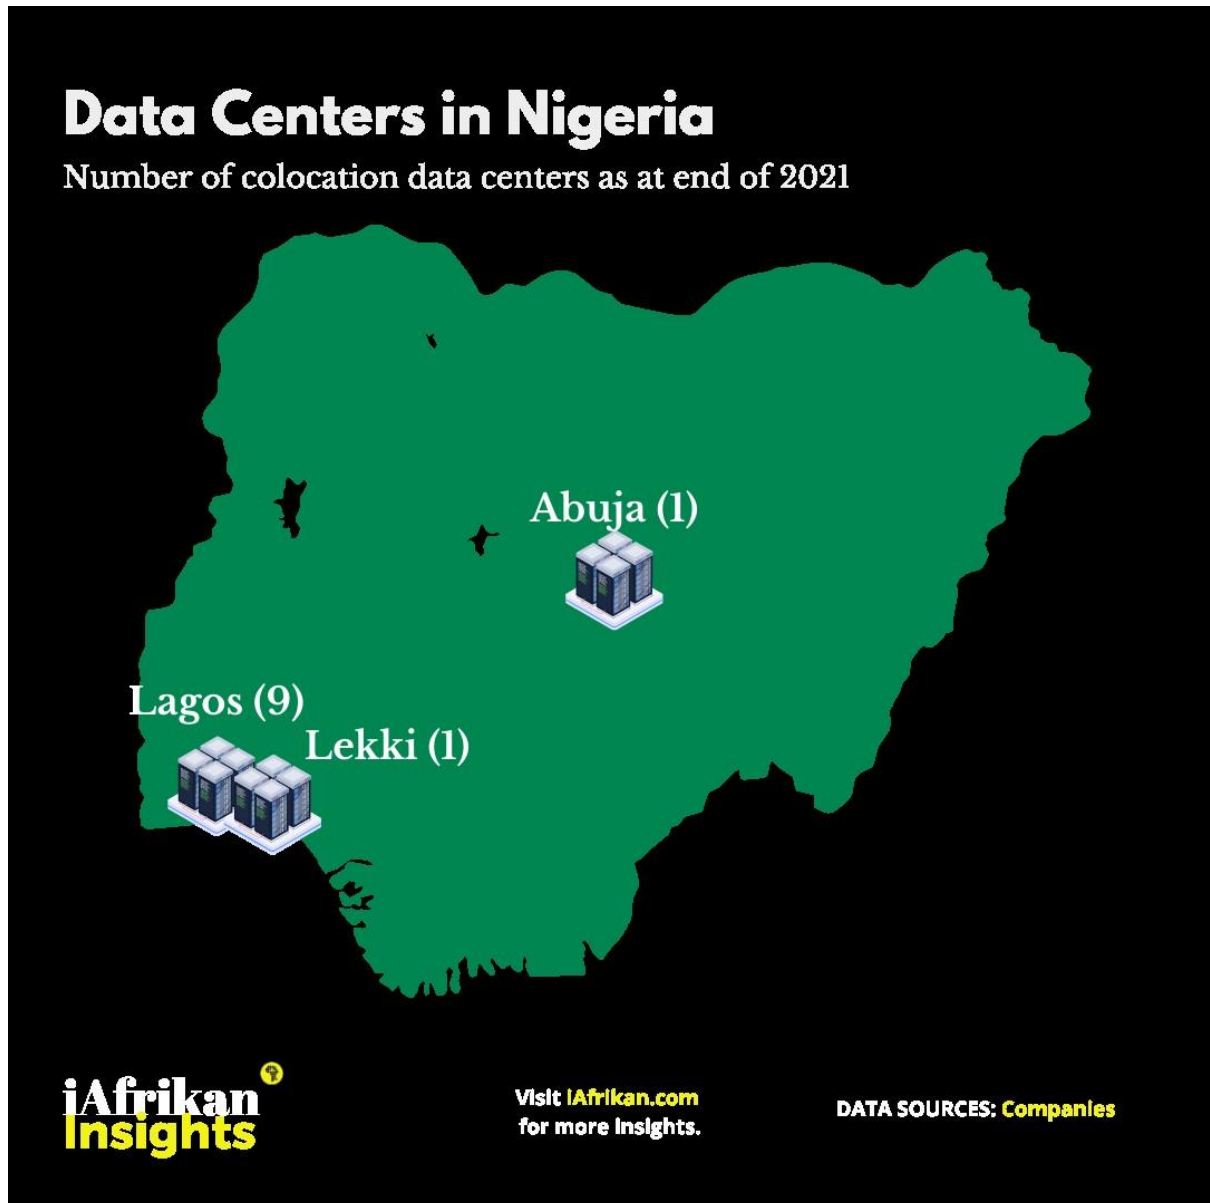 Data Centers in Nigeria
Number of colocation data centers as at end of 2021
Abuja (1)
Lagos (9)
Lekki (1)
iAfrikan
Insights
Visit iAfrikan.com
for more insights.
DATA SOURCES: Companies